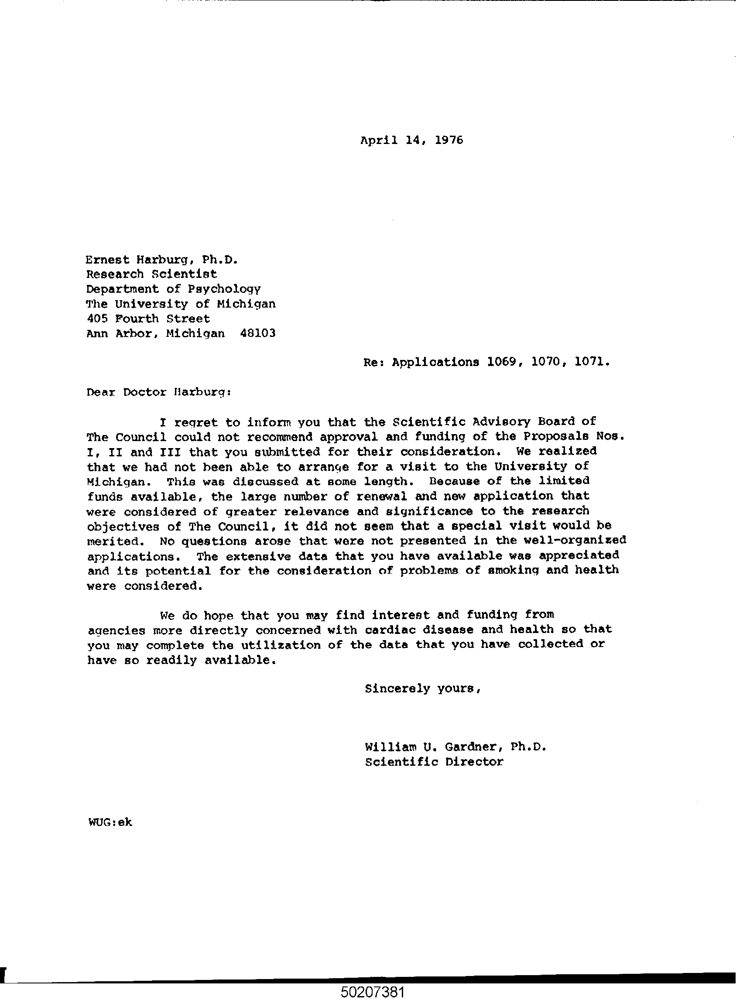 April 14, 1976
Ernest Harburg, Ph.D.
Research Scientist
Department of Psychology
The University of Michigan
405 Fourth Street
Ann Arbor, Michigan 48103
Re: Applications 1069, 1070, 1071.
Dear Doctor Harburg:
I regret to inform you that the Scientific Advisory Board of
The Council could not recommend approval and funding of the Proposals Nos.
I, II and III that you submitted for their consideration. We realized
that we had not been able to arrange for a visit to the University of
Michigan. This was discussed at some length. Because of the limited
funds available, the large number of renewal and new application that
were considered of greater relevance and significance to the research
objectives of The Council, it did not seem that a special visit would be
merited. No questions arose that were not presented in the well-organized
applications. The extensive data that you have available was appreciated
and its potential for the consideration of problems of smoking and health
were considered.
We do hope that you may find interest and funding from
agencies more directly concerned with cardiac disease and health so that
you may complete the utilization of the data that you have collected or
have so readily available.
Sincerely yours,
William U. Gardner, Ph.D.
Scientific Director
WUG:ek
50207381